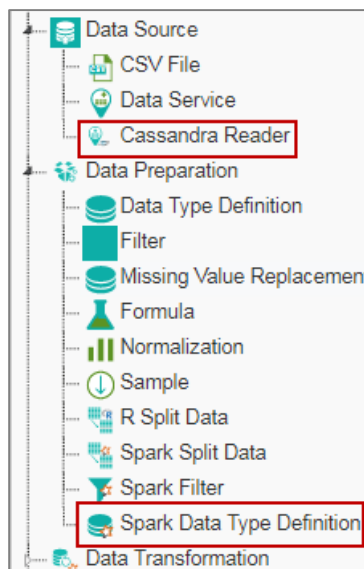 Data Source
CSV File
Data Service
Cassandra Reader
Data Preparation
Data Type Definition
Filter
Missing Value Replacemen
Formula
Normalization
Sample
R Split Data
Spark Split Data
Spark Filter
Spark Data Type Definition
Data Transformation